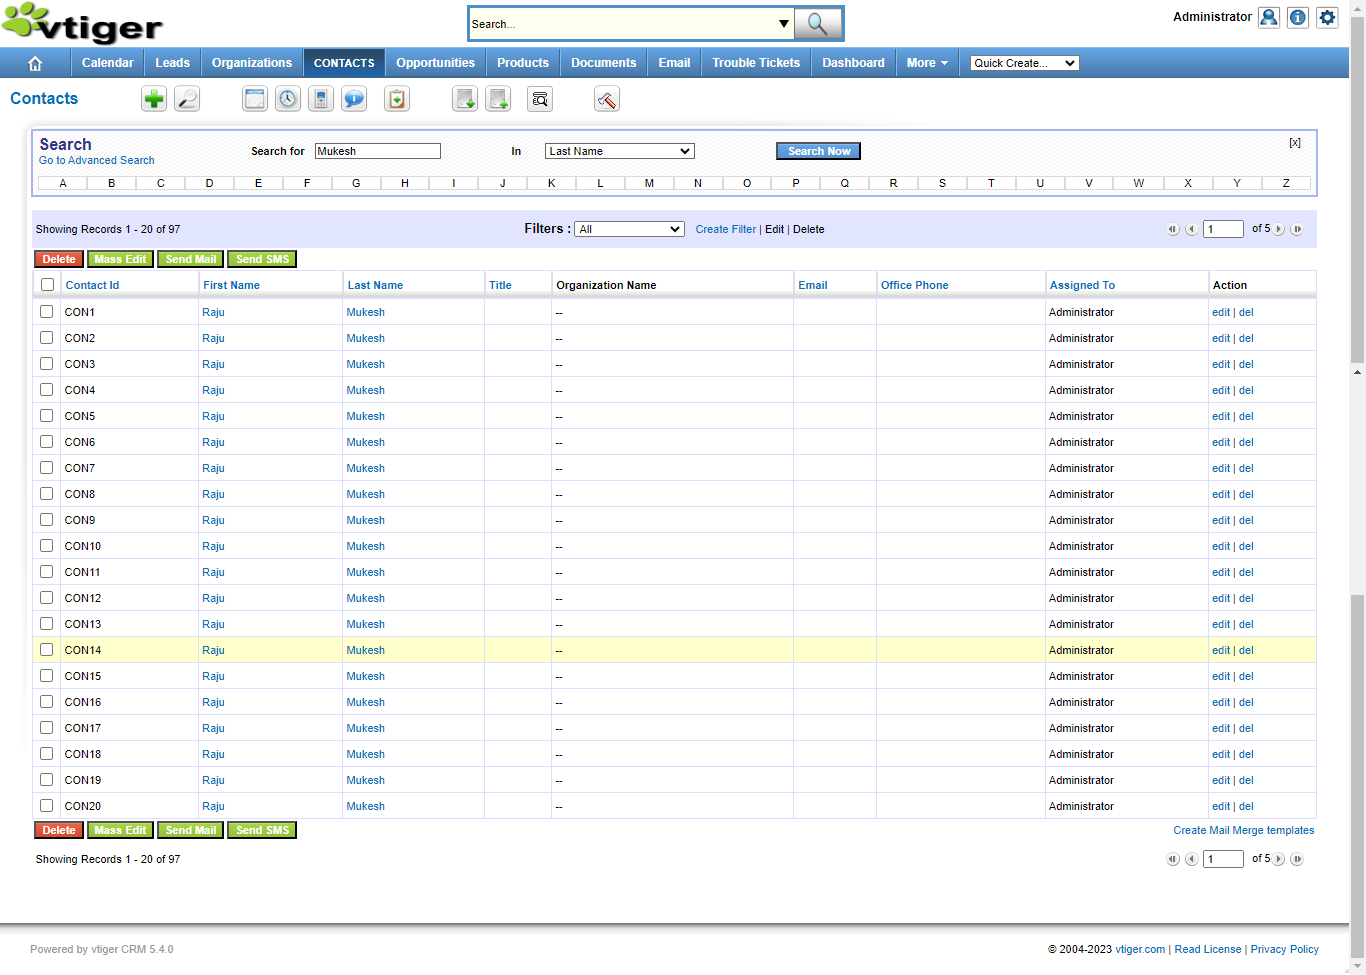 vtiger
Search...
Administrator
Calendar Leads Organizations CONTACTS Opportunities Products Documents Email Trouble Tickets Dashboard More Quick Create...
Contacts
Search
Go to Advanced Search
Search for Mukesh In Last Name Search Now [x]
A B C D E F G H I J K L M N O P Q R S T U V W X Y Z
Showing Records 1 - 20 of 97 Filters : All Create Filter | Edit | Delete 1 of 5
Delete Mass Edit Send Mail Send SMS
Contact Id First Name Last Name Title Organization Name Email Office Phone Assigned To Action
CON1 Raju Mukesh -- Administrator edit | del
CON2 Raju Mukesh -- Administrator edit | del
CON3 Raju Mukesh -- Administrator edit | del
CON4 Raju Mukesh -- Administrator edit | del
CON5 Raju Mukesh -- Administrator edit | del
CON6 Raju Mukesh -- Administrator edit | del
CON7 Raju Mukesh -- Administrator edit | del
CON8 Raju Mukesh -- Administrator edit | del
CON9 Raju Mukesh -- Administrator edit | del
CON10 Raju Mukesh -- Administrator edit | del
CON11 Raju Mukesh -- Administrator edit | del
CON12 Raju Mukesh -- Administrator edit | del
CON13 Raju Mukesh -- Administrator edit | del
CON14 Raju Mukesh -- Administrator edit | del
CON15 Raju Mukesh -- Administrator edit | del
CON16 Raju Mukesh -- Administrator edit | del
CON17 Raju Mukesh -- Administrator edit | del
CON18 Raju Mukesh -- Administrator edit | del
CON19 Raju Mukesh -- Administrator edit | del
CON20 Raju Mukesh -- Administrator edit | del
Delete Mass Edit Send Mail Send SMS Create Mail Merge templates
Showing Records 1 - 20 of 97 1 of 5
Powered by vtiger CRM 5.4.0 © 2004-2023 vtiger.com | Read License | Privacy Policy